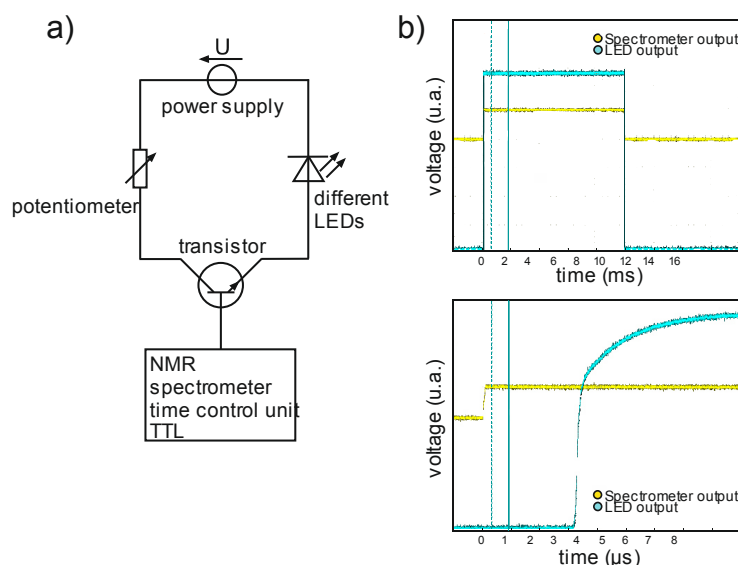 a)
U
power supply
potentiometer
different
LEDs
transistor
NMR
spectrometer
time control unit
TTL
b)
Spectrometer output
LED output
voltage (u.a.)
0 2 4 6 8 10 12 14 16
time (ms)
voltage (u.a.)
Spectrometer output
LED output
0 1 2 3 4 5 6 7 8
time (µs)